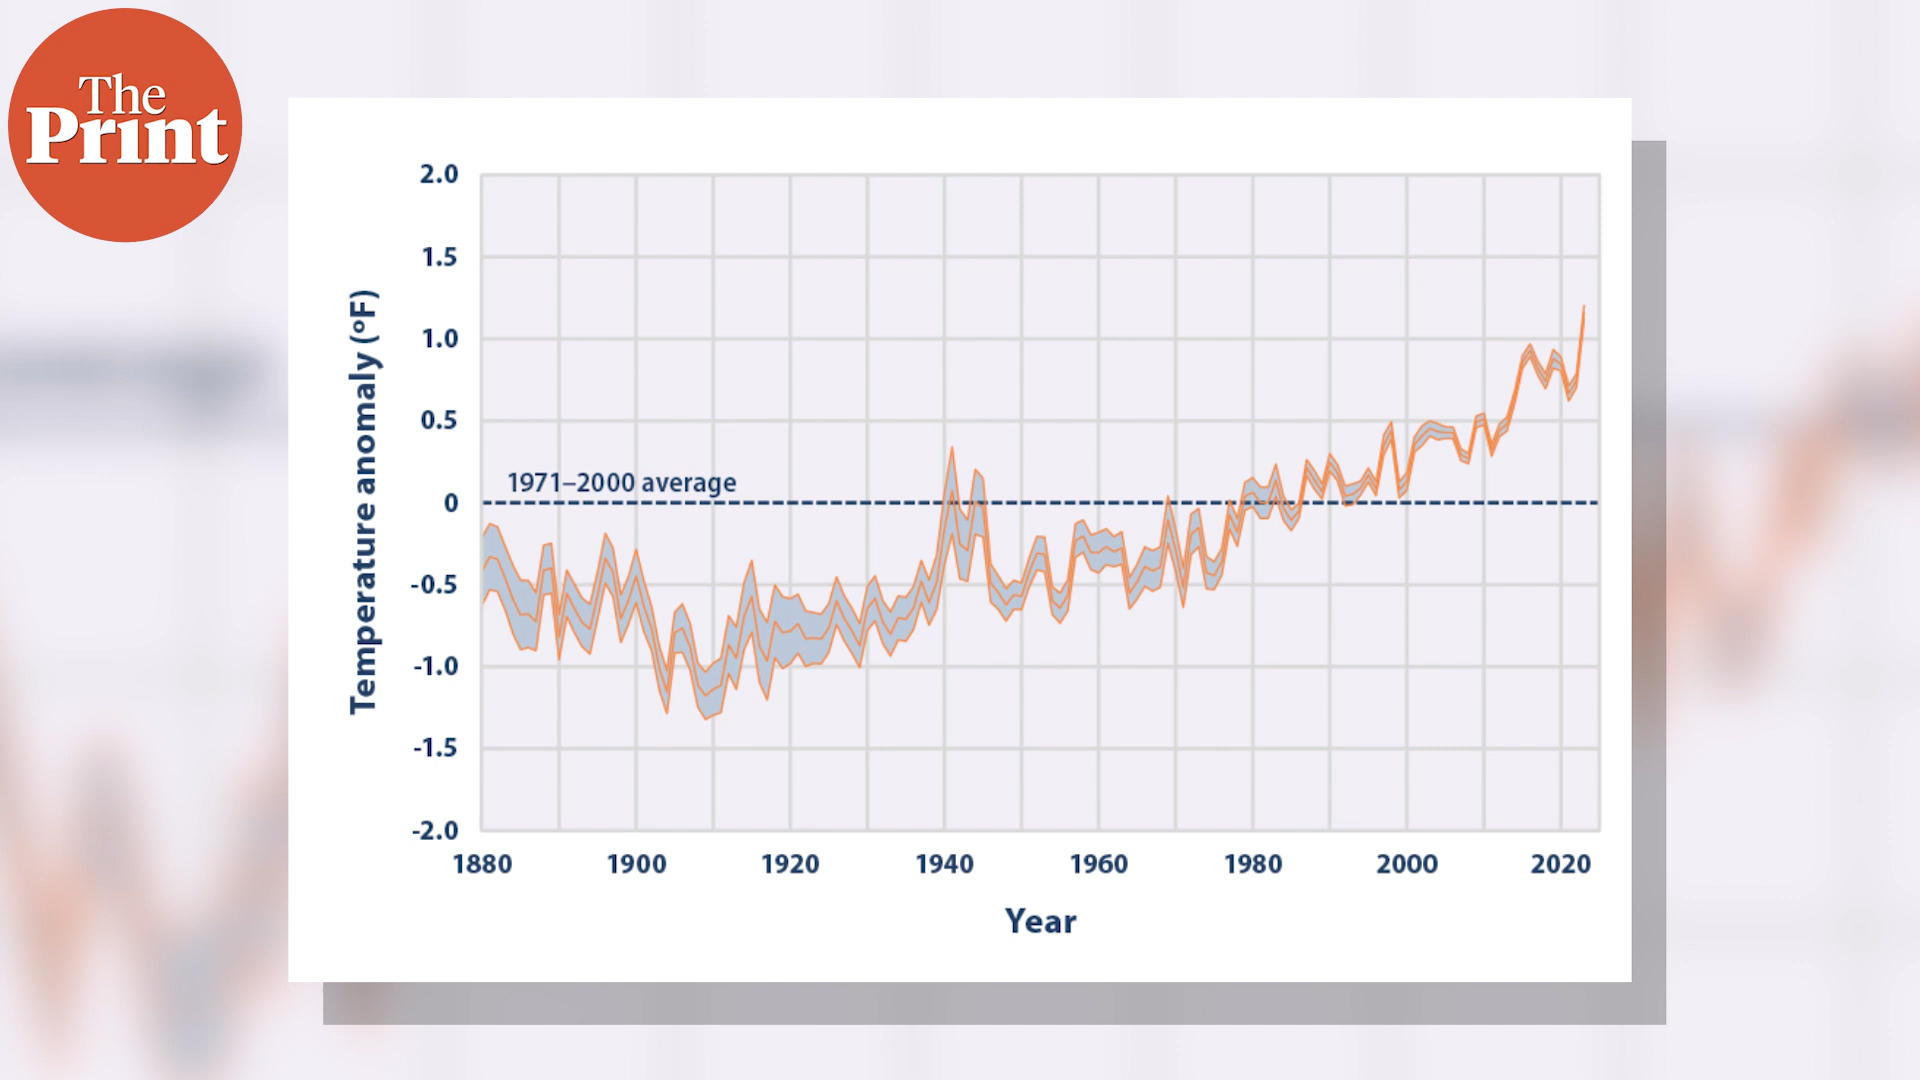 The
Print
2.0
1.5
1.0
0.5
0
-0.5
-1.0
-1.5
-2.0
Temperature anomaly (ºF)
1971–2000 average
1880 1900 1920 1940 1960 1980 2000 2020
Year